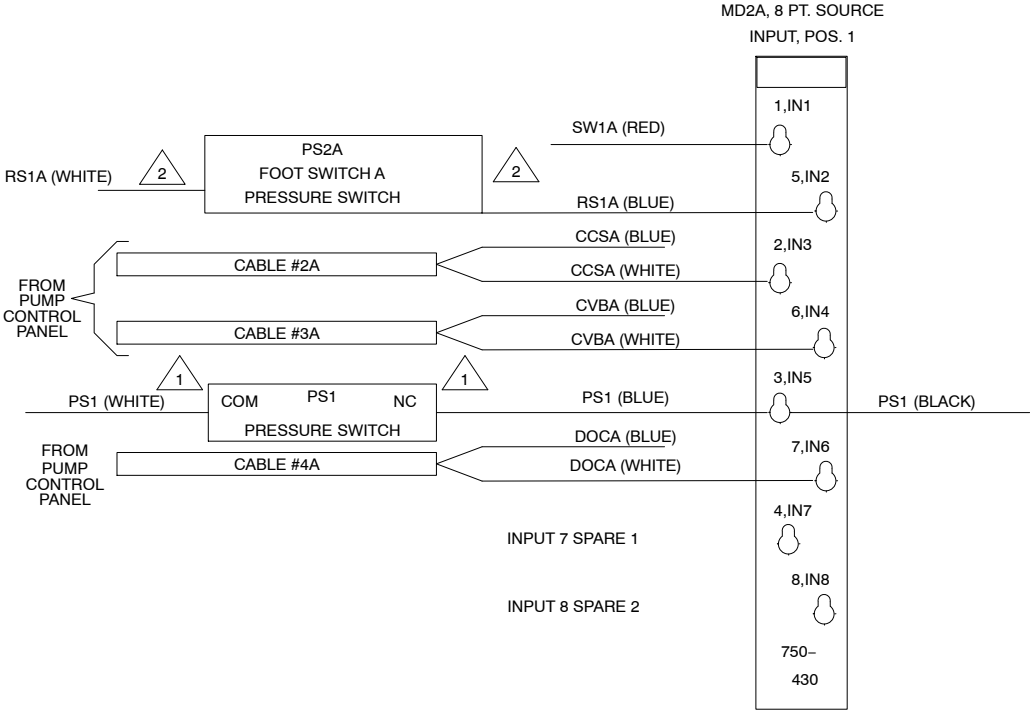 MD2A, 8 PT. SOURCE
INPUT, POS. 1
1,IN1
SW1A (RED)
PS2A
FOOT SWITCH A
PRESSURE SWITCH
2
2
RS1A (WHITE)
5,IN2
RS1A (BLUE)
CCSA (BLUE)
2,IN3
CABLE #2A
CCSA (WHITE)
FROM
PUMP
CONTROL
PANEL
CVBA (BLUE)
6,IN4
CABLE #3A
CVBA (WHITE)
1
1
3,IN5
PS1 (WHITE)
COM
PS1
NC
PRESSURE SWITCH
PS1 (BLUE)
PS1 (BLACK)
DOCA (BLUE)
7,IN6
FROM
PUMP
CONTROL
PANEL
CABLE #4A
DOCA (WHITE)
4,IN7
INPUT 7 SPARE 1
8,IN8
INPUT 8 SPARE 2
750–
430